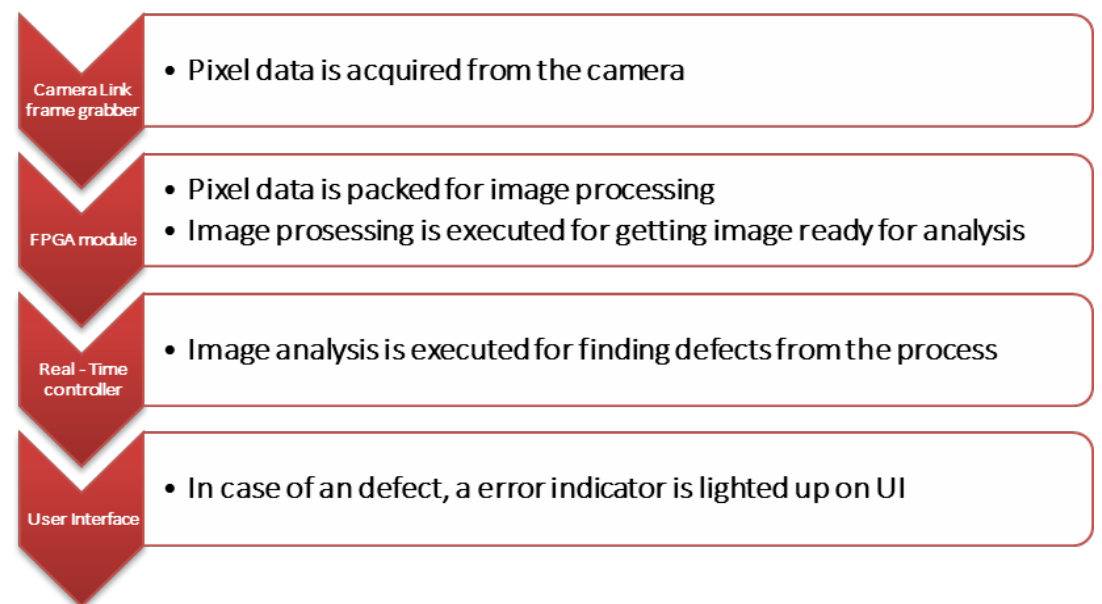 Camera Link
frame grabber
• Pixel data is acquired from the camera
FPGA module
• Pixel data is packed for image processing
• Image prosessing is executed for getting image ready for analysis
Real - Time
controller
• Image analysis is executed for finding defects from the process
User Interface
• In case of an defect, a error indicator is lighted up on UI